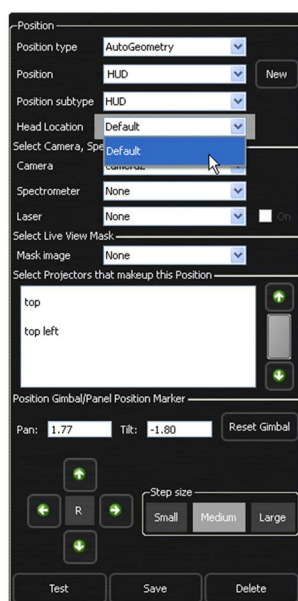 Position
Position type AutoGeometry
Position HUD New
Position subtype HUD
Head Location Default
Default
Select Camera, Spe
Camera camera2
Spectrometer None
Laser None On
Select Live View Mask
Mask image None
Select Projectors that makeup this Position
top
top left
Position Gimbal/Panel Position Marker
Pan: 1.77 Tilt: -1.80 Reset Gimbal
Step size
R Small Medium Large
Test Save Delete